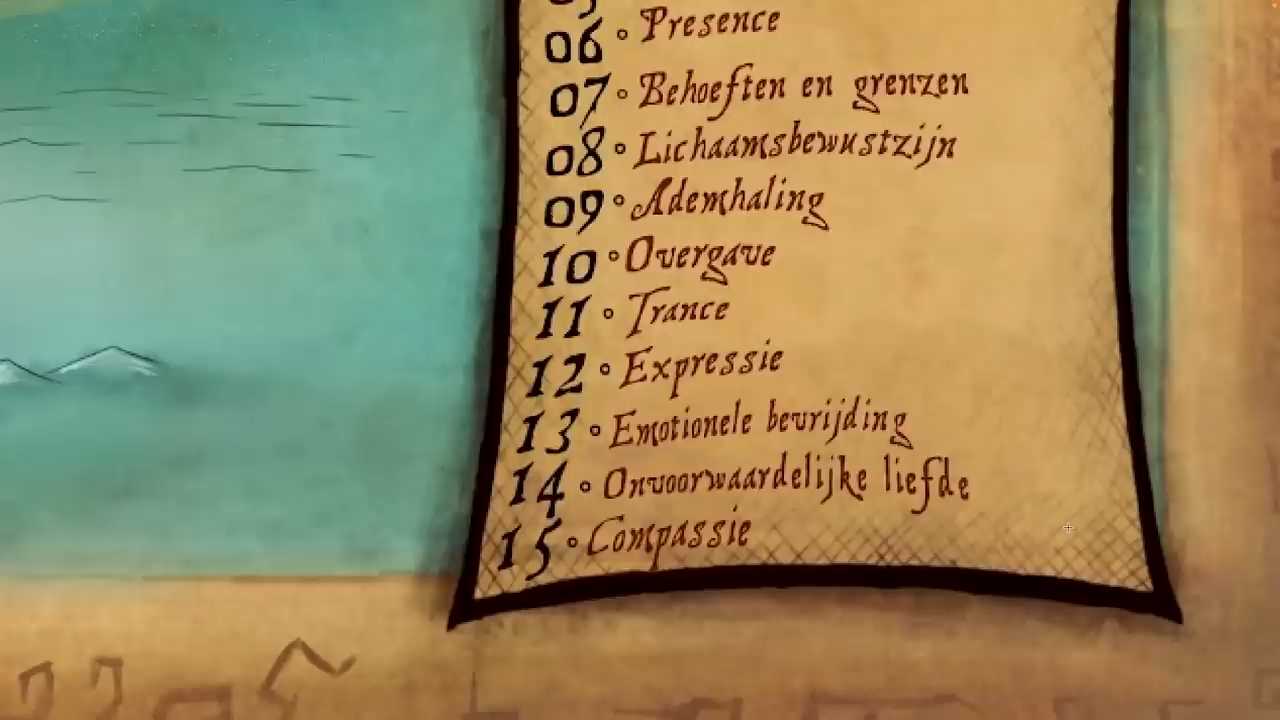 06 ° Presence
07 ° Behoeften en grenzen
08 ° Lichaamsbewustzijn
09 ° Ademhaling
10 ° Overgave
11 ° Trance
12 ° Expressie
13 ° Emotionele bevrijding
14 ° Onvoorwaardelijke liefde
15 ° Compassie